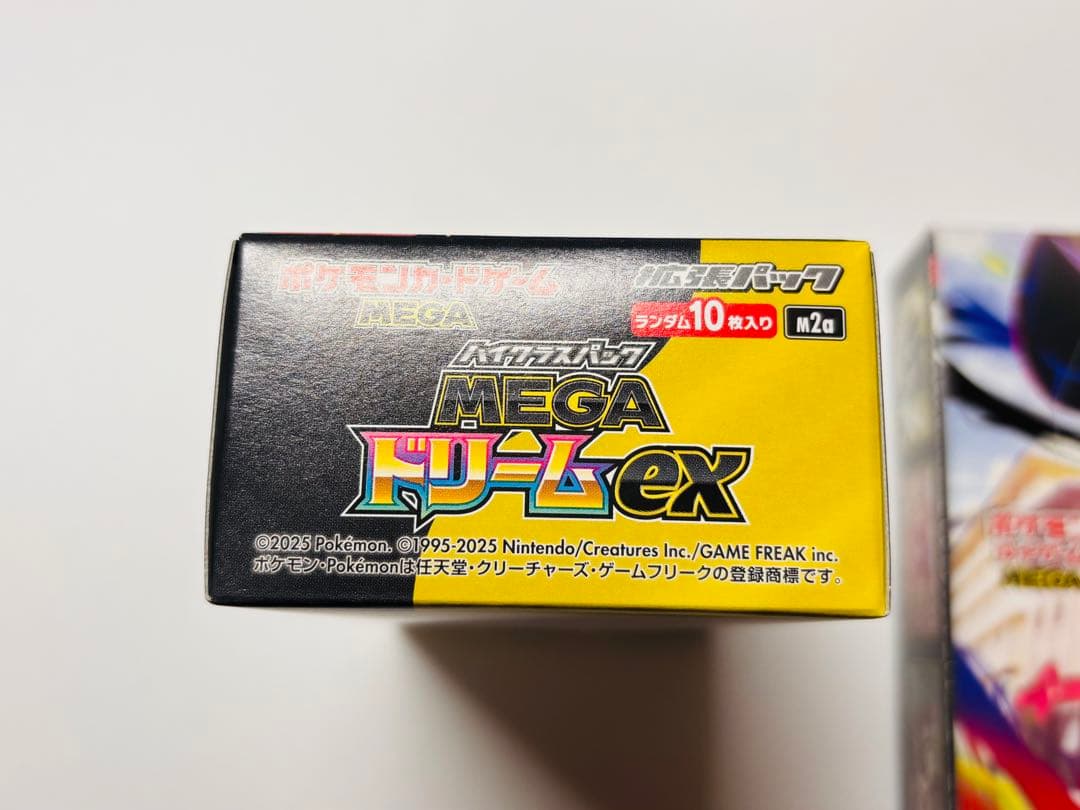 ポケモンカードゲーム
MEGA
拡張パック
ランダム10枚入り M2a
ハイクラスパック
MEGA
ドリームex
©2025 Pokémon. ©1995-2025 Nintendo/Creatures Inc./GAME FREAK inc.
ポケモン・Pokémonは任天堂・クリーチャーズ・ゲームフリークの登録商標です。
MEGA